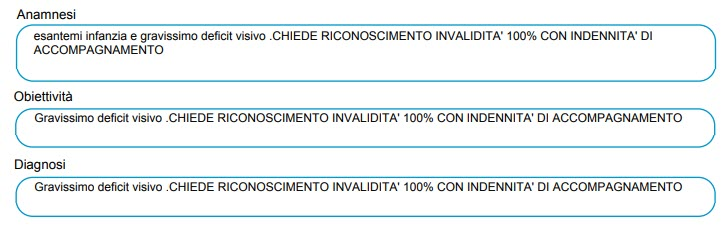 Anamnesi
esantemi infanzia e gravissimo deficit visivo .CHIEDE RICONOSCIMENTO INVALIDITA' 100% CON INDENNITA' DI
ACCOMPAGNAMENTO
Obiettività
Gravissimo deficit visivo .CHIEDE RICONOSCIMENTO INVALIDITA' 100% CON INDENNITA' DI ACCOMPAGNAMENTO
Diagnosi
Gravissimo deficit visivo .CHIEDE RICONOSCIMENTO INVALIDITA' 100% CON INDENNITA' DI ACCOMPAGNAMENTO